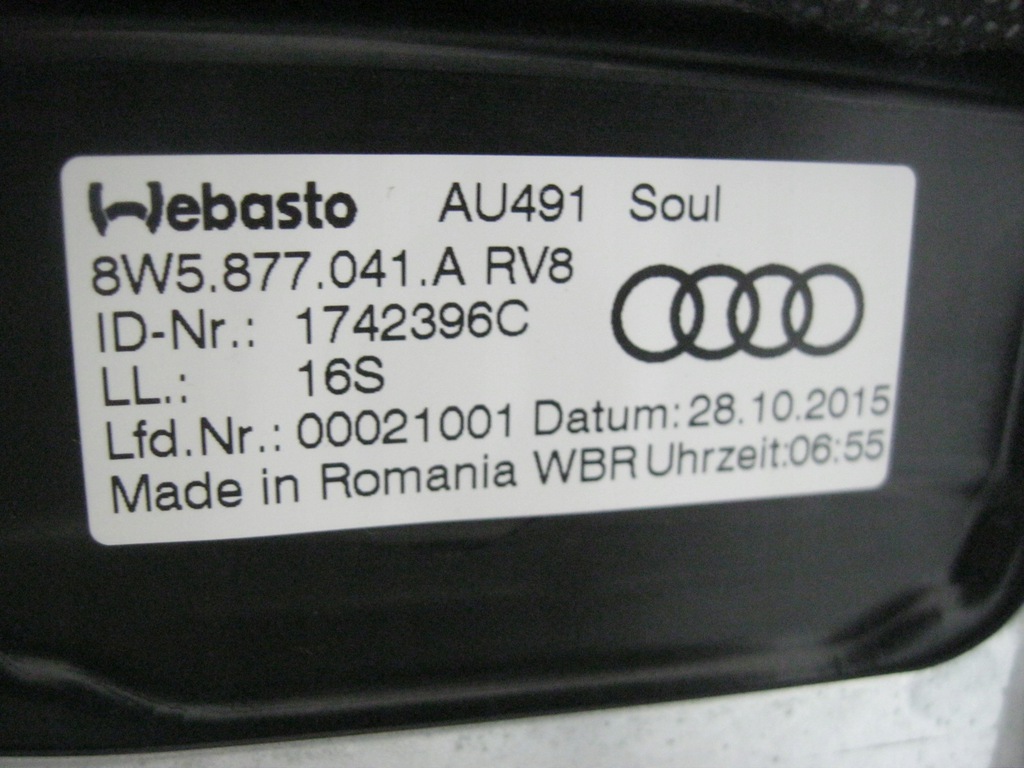 Webasto AU491 Soul
8W5.877.041.A RV8
ID-Nr.: 1742396C
LL.: 16S
Lfd.Nr.: 00021001 Datum: 28.10.2015
Made in Romania WBR Uhrzeit:06:55